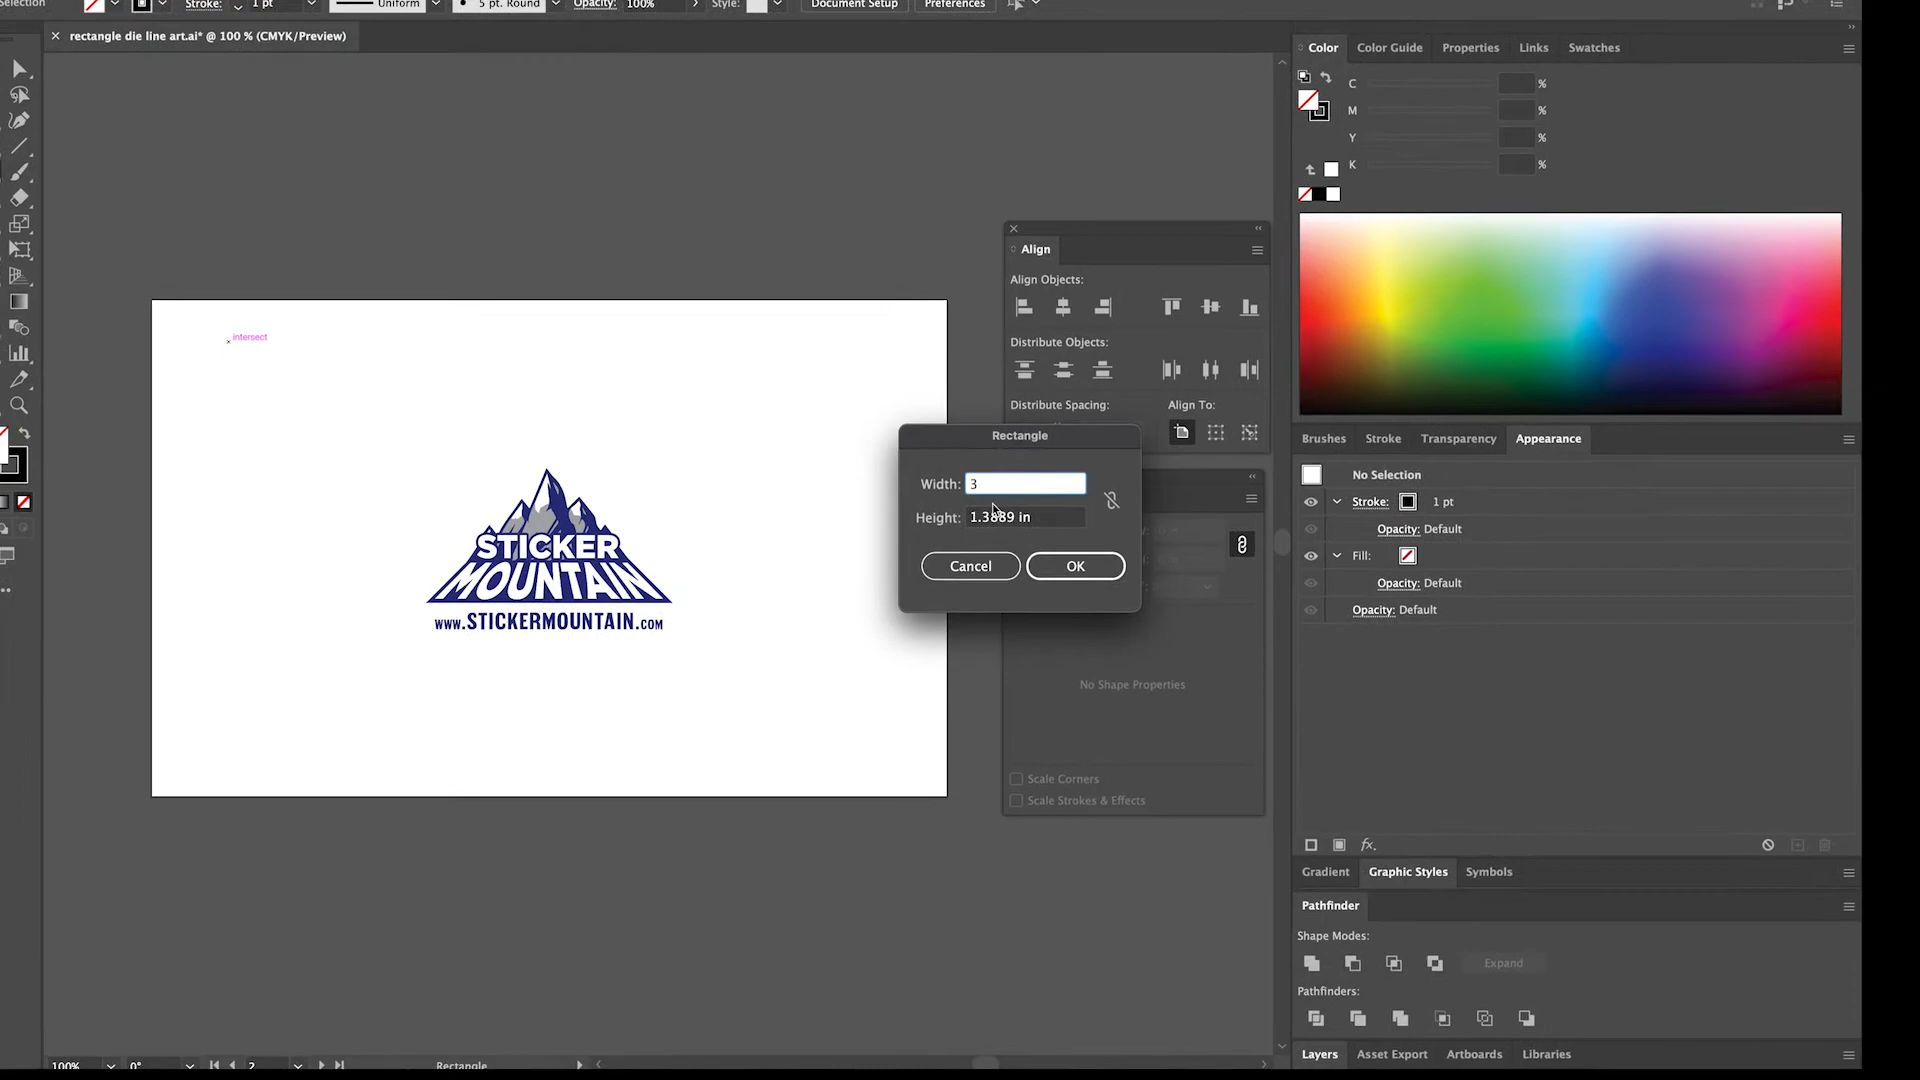 Selection
Stroke: 1 pt Uniform 5 pt. Round Opacity: 100% Style: Document Setup Preferences
rectangle die line art.ai* @ 100 % (CMYK/Preview)
intersect
STICKER
MOUNTAIN
WWW.STICKERMOUNTAIN.COM
Align
Align Objects:
Distribute Objects:
Distribute Spacing: Align To:
Rectangle
Width: 3
Height: 1.3889 in
Cancel OK
No Shape Properties
Scale Corners
Scale Strokes & Effects
Color Color Guide Properties Links Swatches
C %
M %
Y %
K %
Brushes Stroke Transparency Appearance
No Selection
Stroke: 1 pt
Opacity: Default
Fill:
Opacity: Default
Opacity: Default
fx.
Gradient Graphic Styles Symbols
Pathfinder
Shape Modes:
Expand
Pathfinders:
Layers Asset Export Artboards Libraries
100% 0° 2 Rectangle